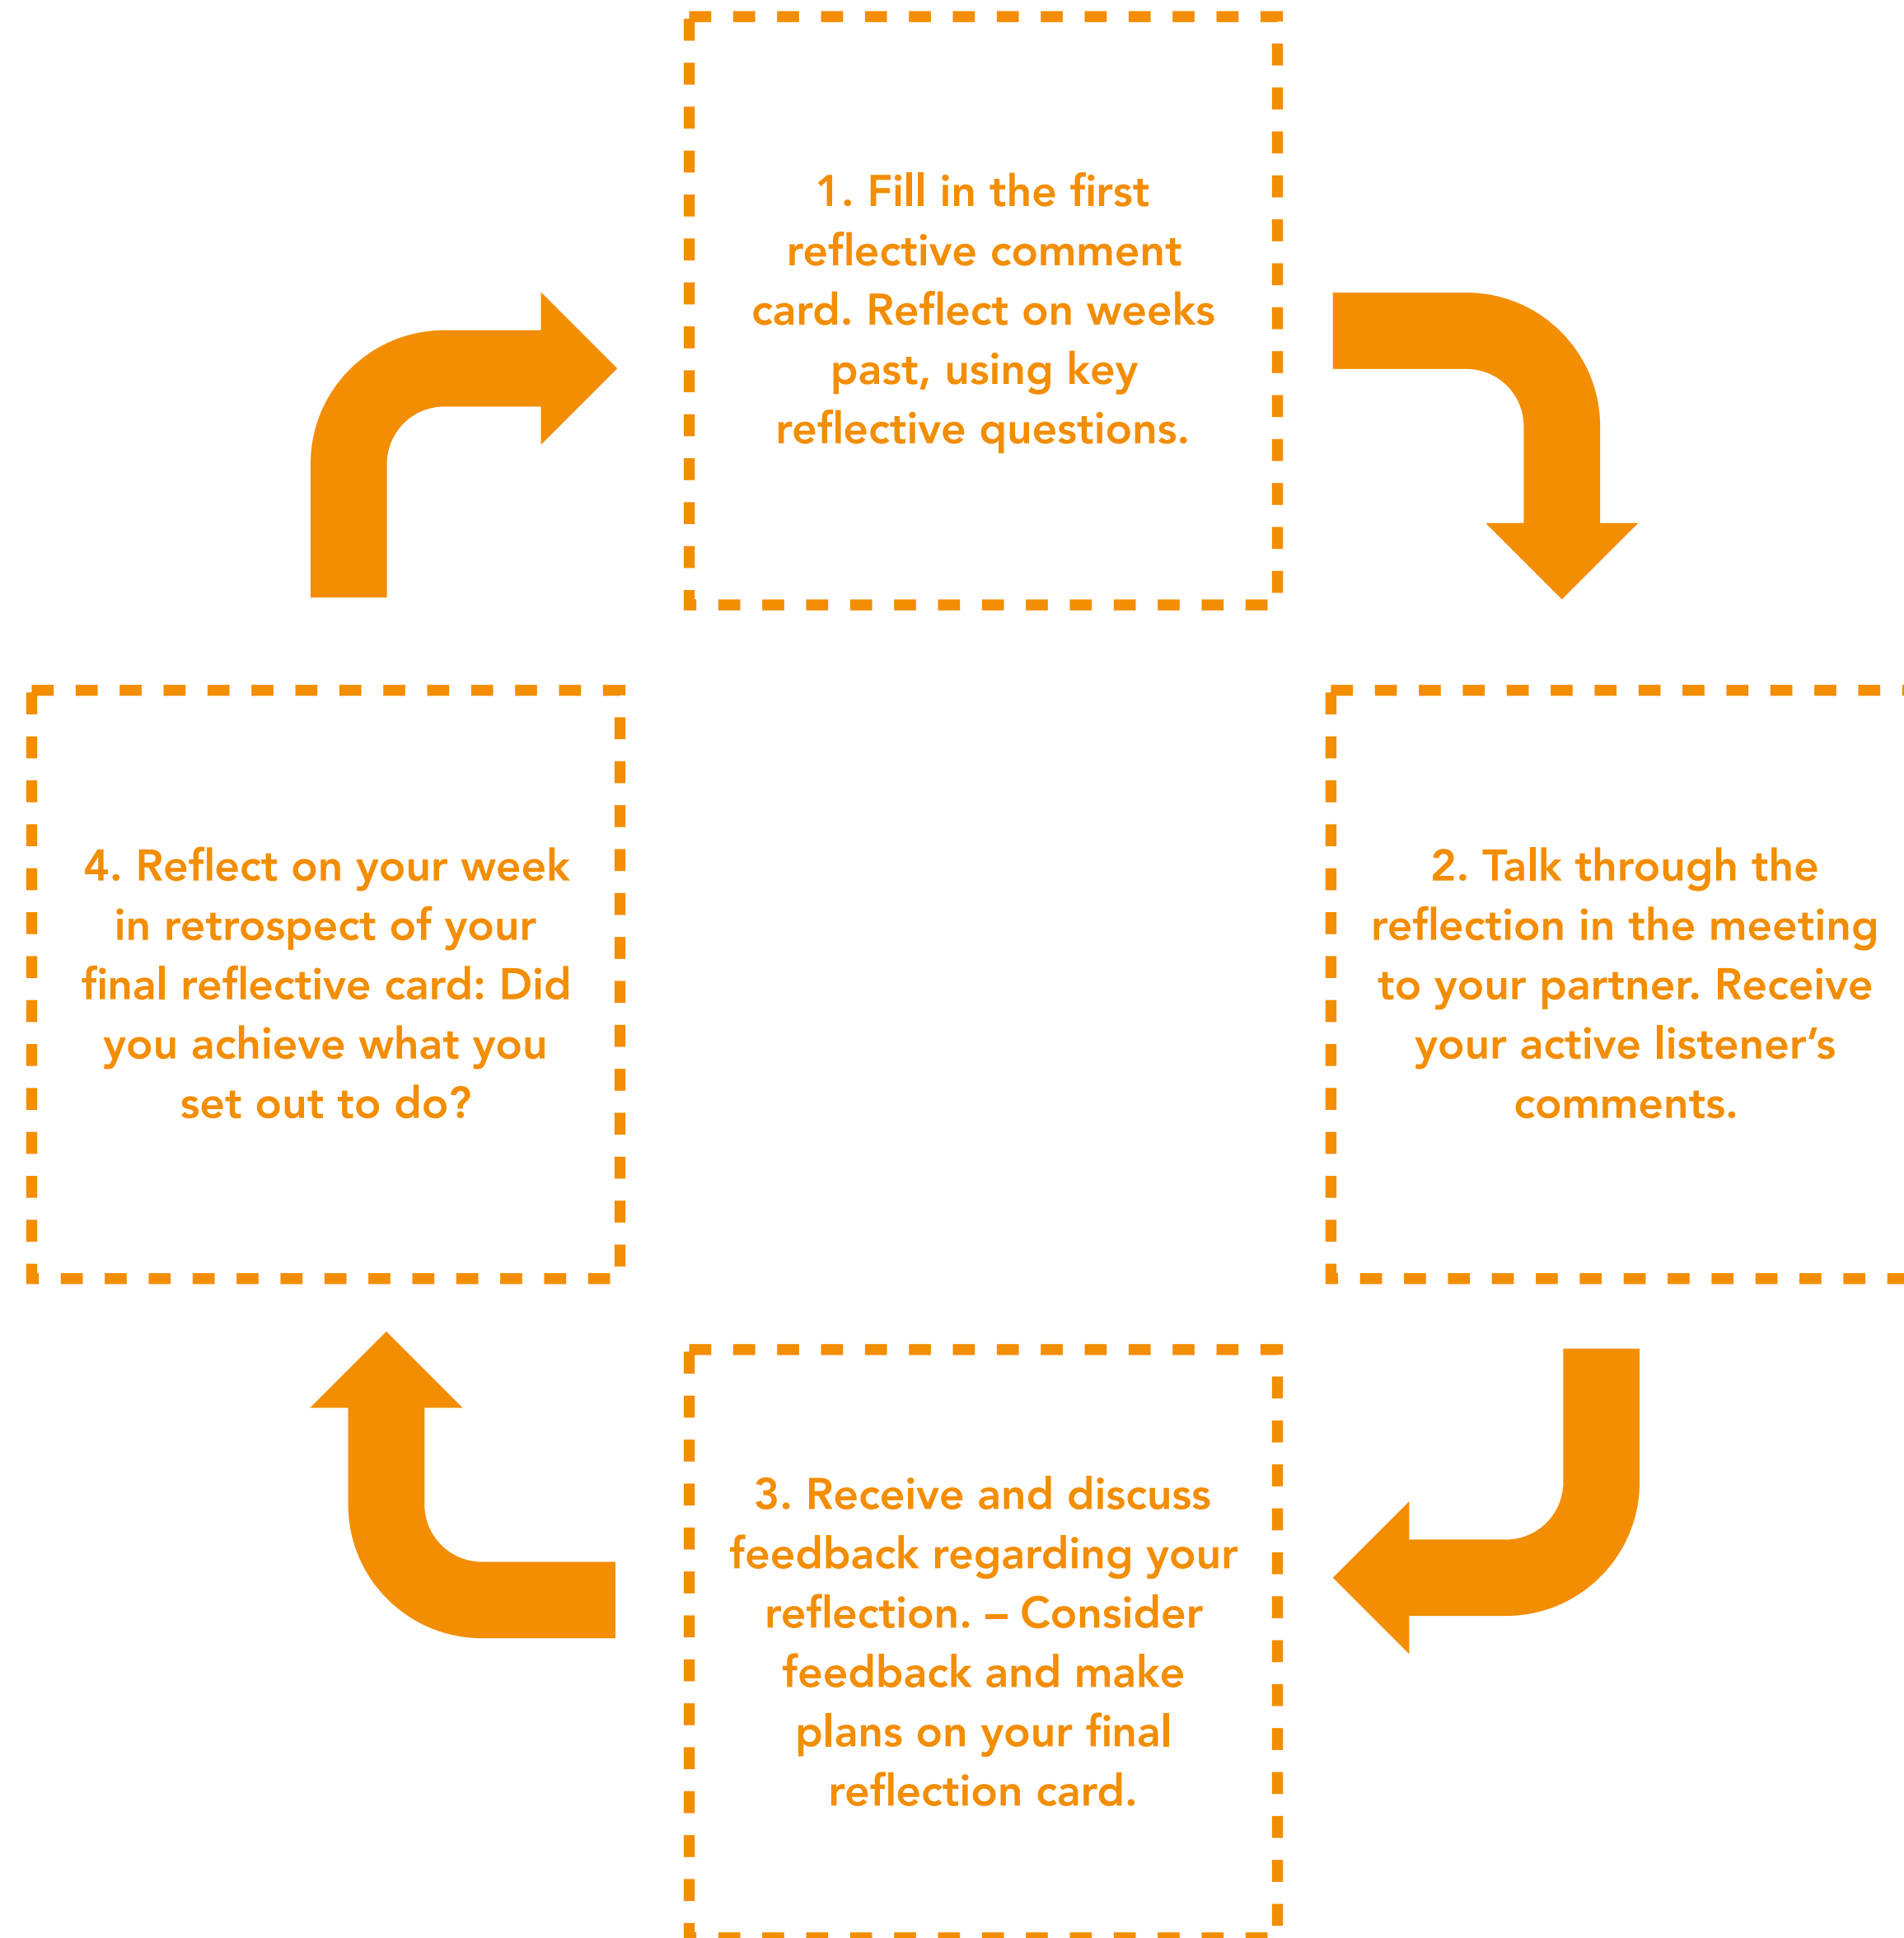 1. Fill in the first
reflective comment
card. Reflect on weeks
past, using key
reflective questions.
2. Talk through the
reflection in the meeting
to your partner. Receive
your active listener’s
comments.
3. Receive and discuss
feedback regarding your
reflection. – Consider
feedback and make
plans on your final
reflection card.
4. Reflect on your week
in retrospect of your
final reflective card: Did
you achieve what you
set out to do?